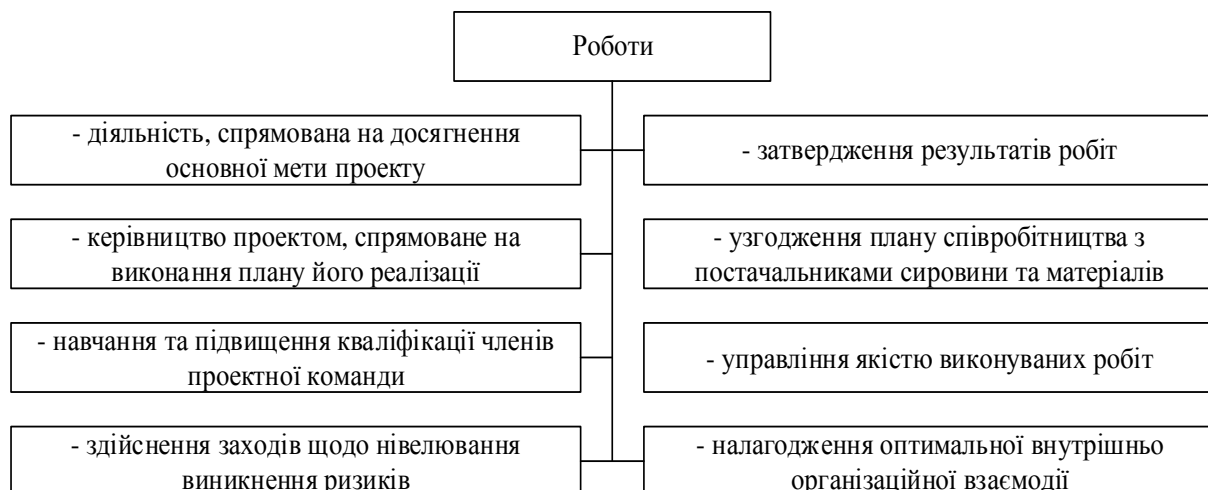 Роботи
- діяльність, спрямована на досягнення
основної мети проекту
- затвердження результатів робіт
- керівництво проектом, спрямоване на
виконання плану його реалізації
- узгодження плану співробітництва з
постачальниками сировини та матеріалів
- навчання та підвищення кваліфікації членів
проектної команди
- управління якістю виконуваних робіт
- здійснення заходів щодо нівелювання
виникнення ризиків
- налагодження оптимальної внутрішньо
організаційної взаємодії